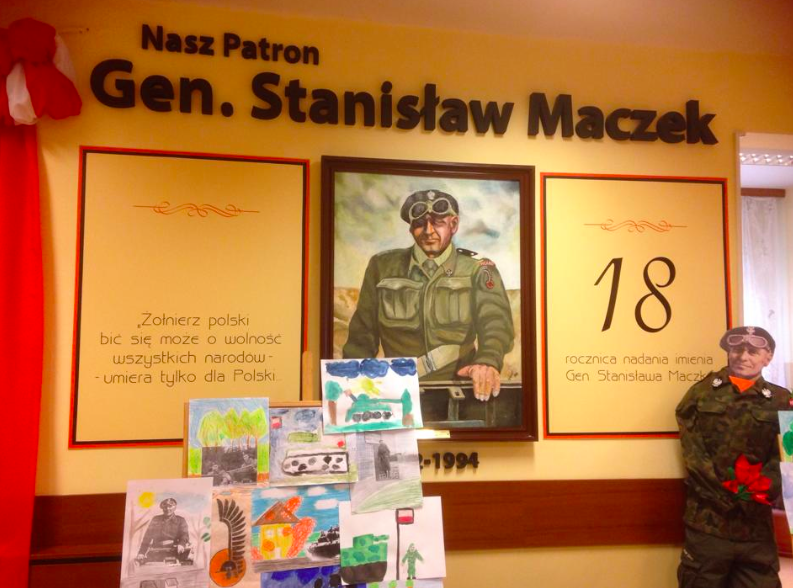 Nasz Patron
Gen. Stanisław Maczek
„Żołnierz polski
bić się może o wolność
wszystkich narodów -
- umiera tylko dla Polski
18
rocznica nadania imienia
Gen. Stanisława
-1994